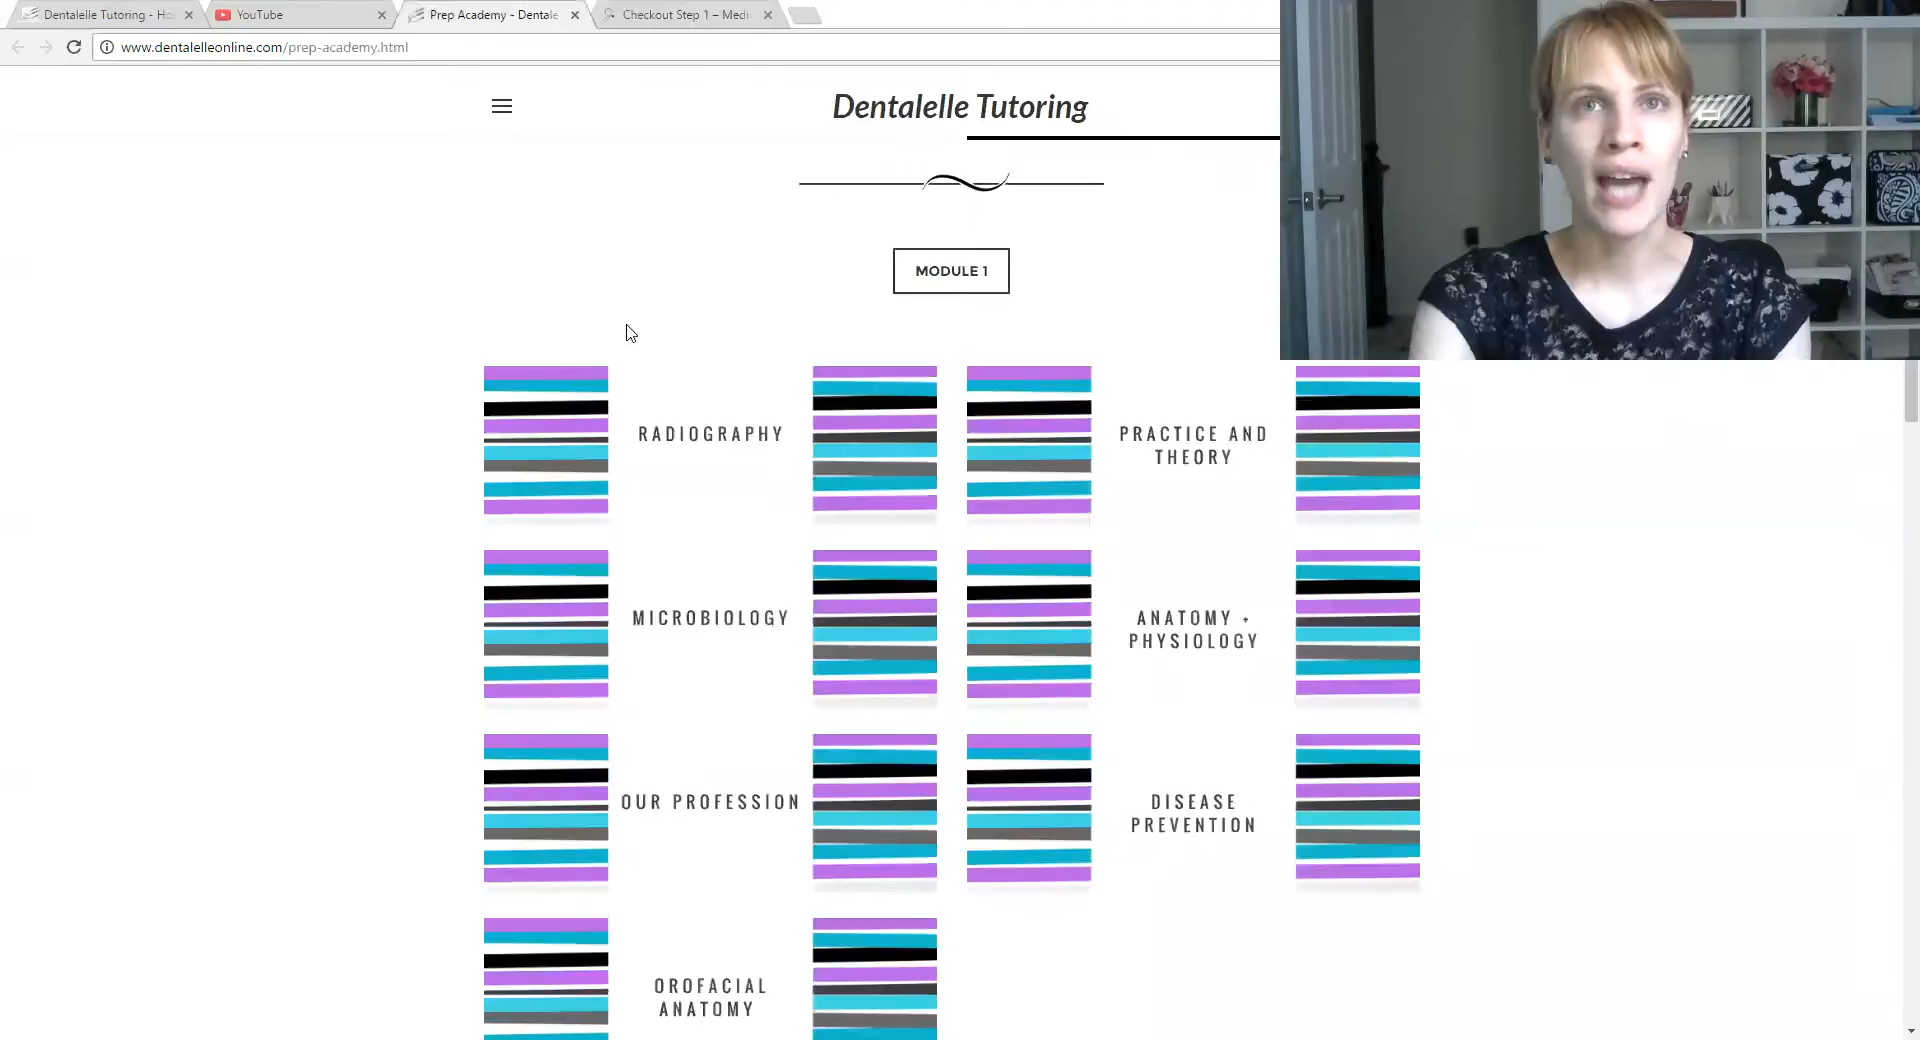 Dentalelle Tutoring - Ho
YouTube
Prep Academy - Dentale
Checkout Step 1 – Medi
www.dentalelleonline.com/prep-academy.html
Dentalelle Tutoring
MODULE 1
RADIOGRAPHY
PRACTICE AND
THEORY
MICROBIOLOGY
ANATOMY +
PHYSIOLOGY
OUR PROFESSION
DISEASE
PREVENTION
OROFACIAL
ANATOMY